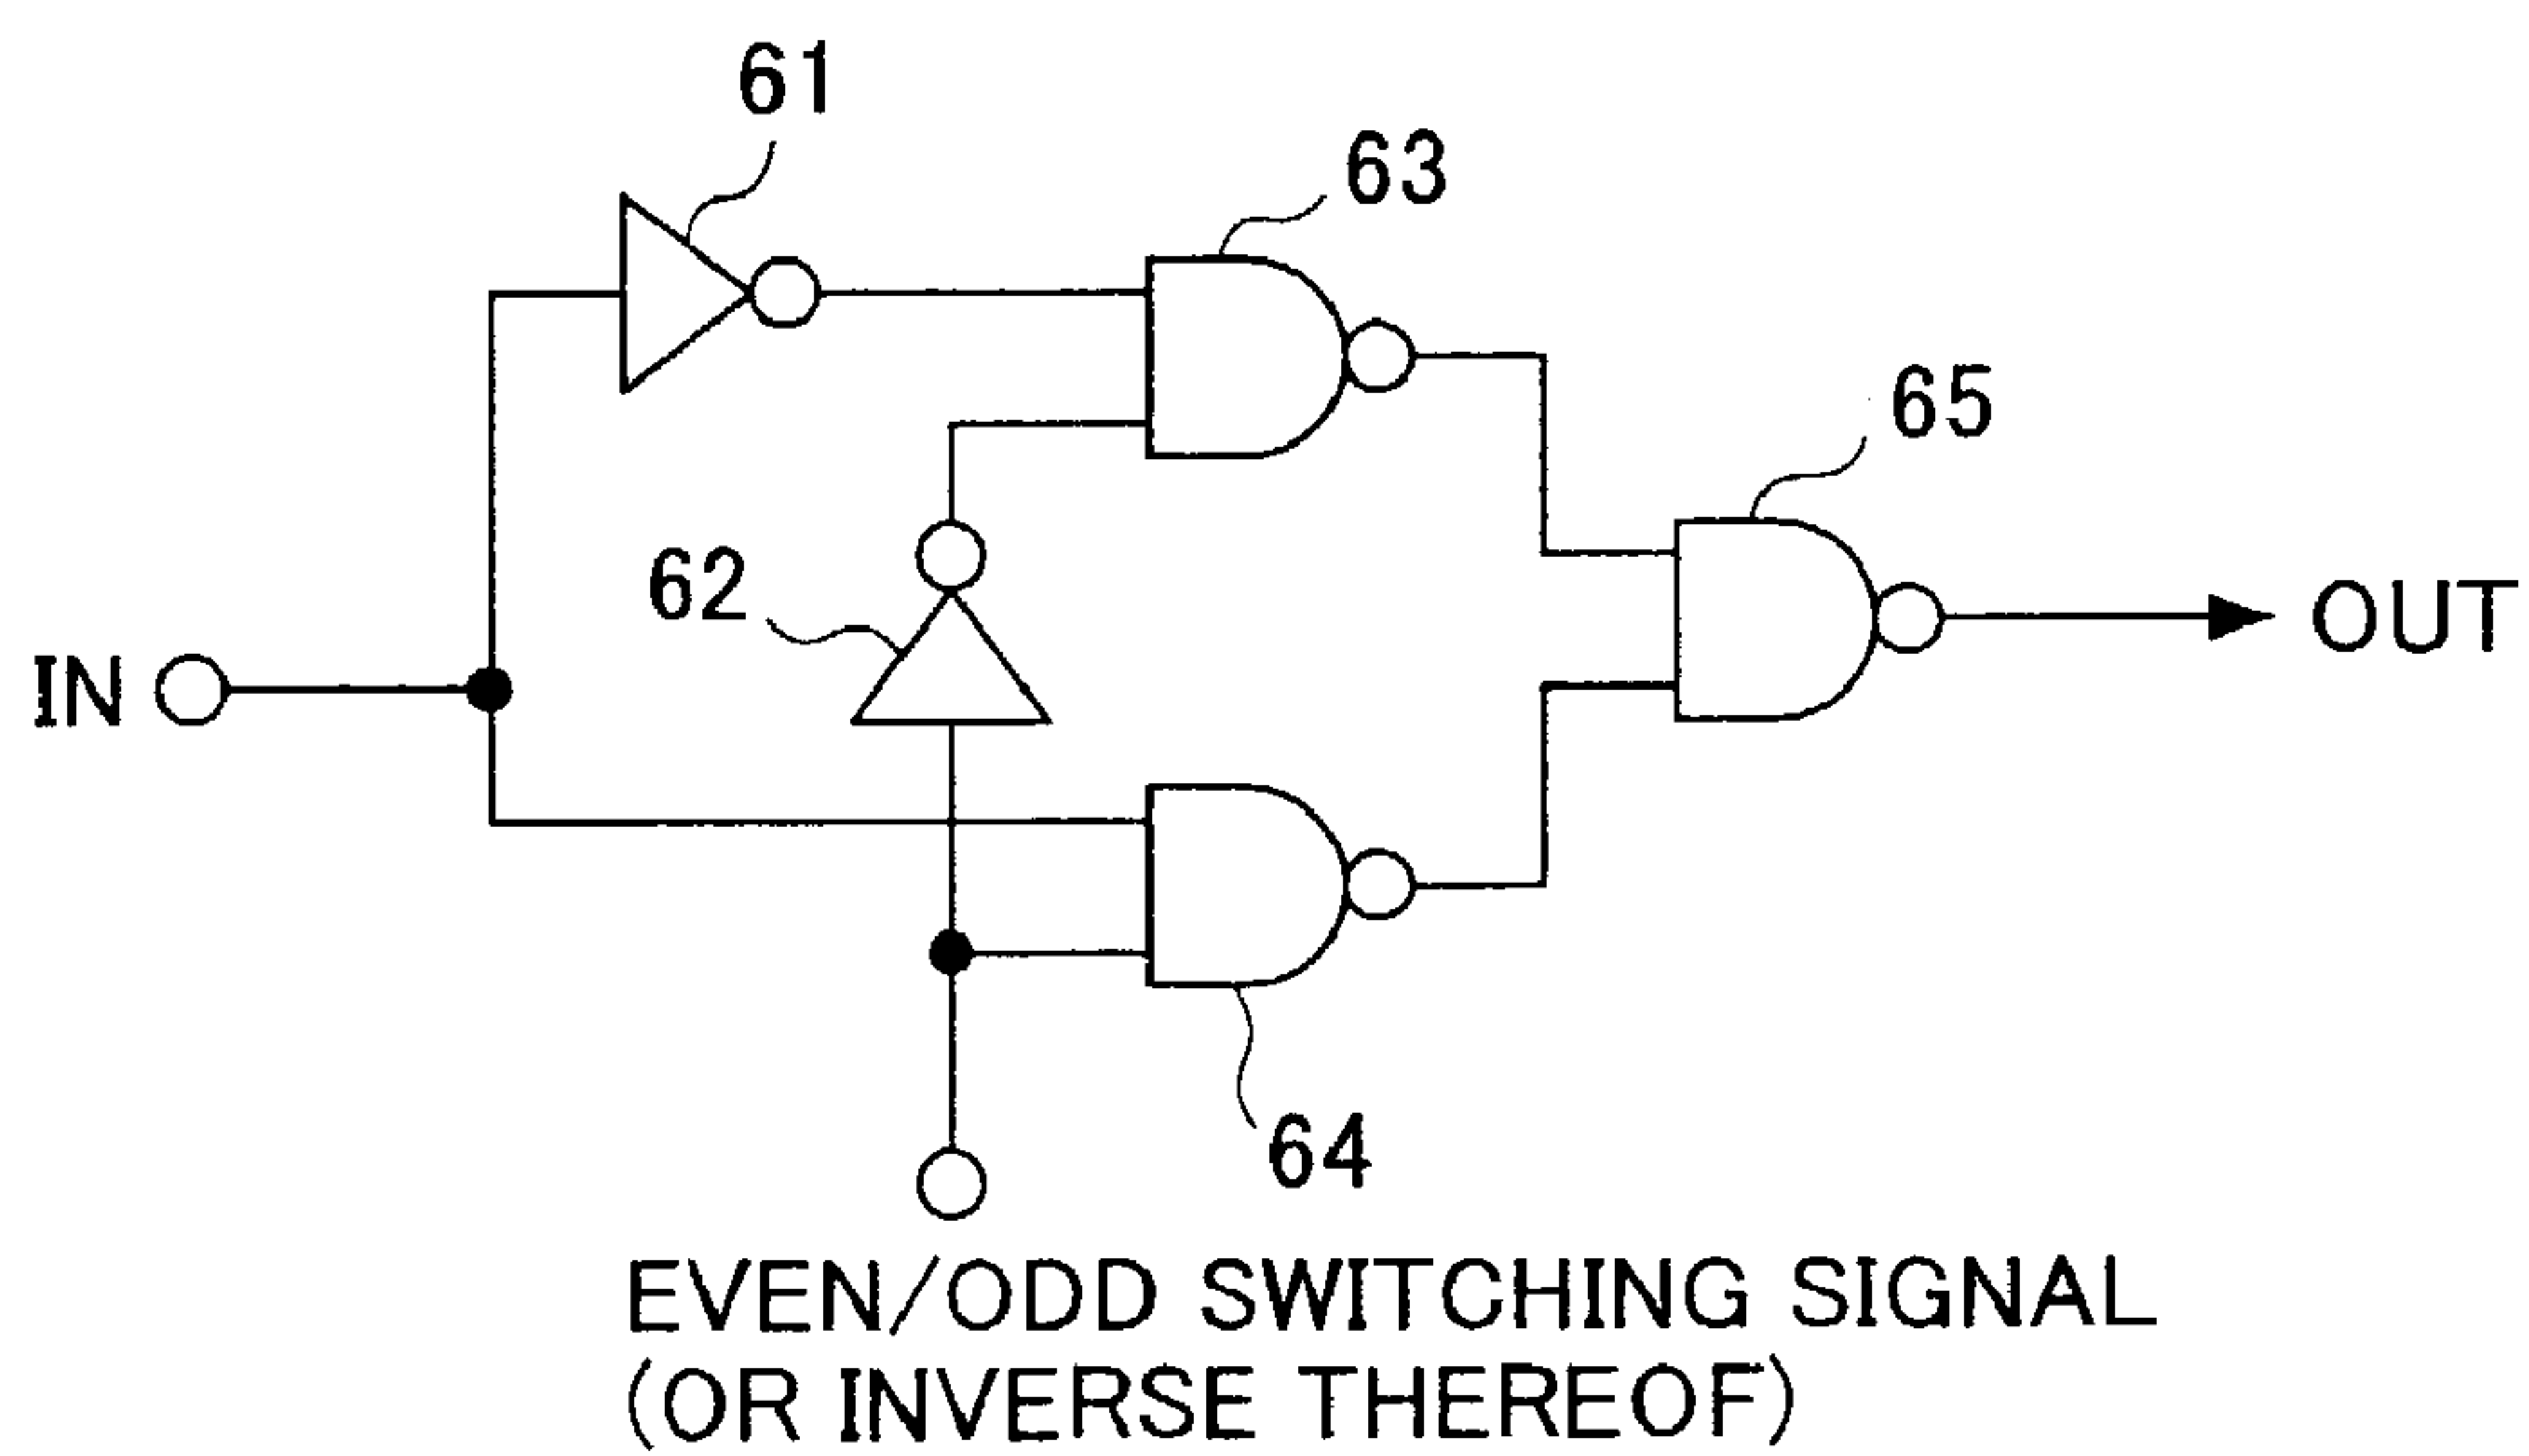 61
63
65
62
IN
OUT
64
EVEN/ODD SWITCHING SIGNAL
(OR INVERSE THEREOF)